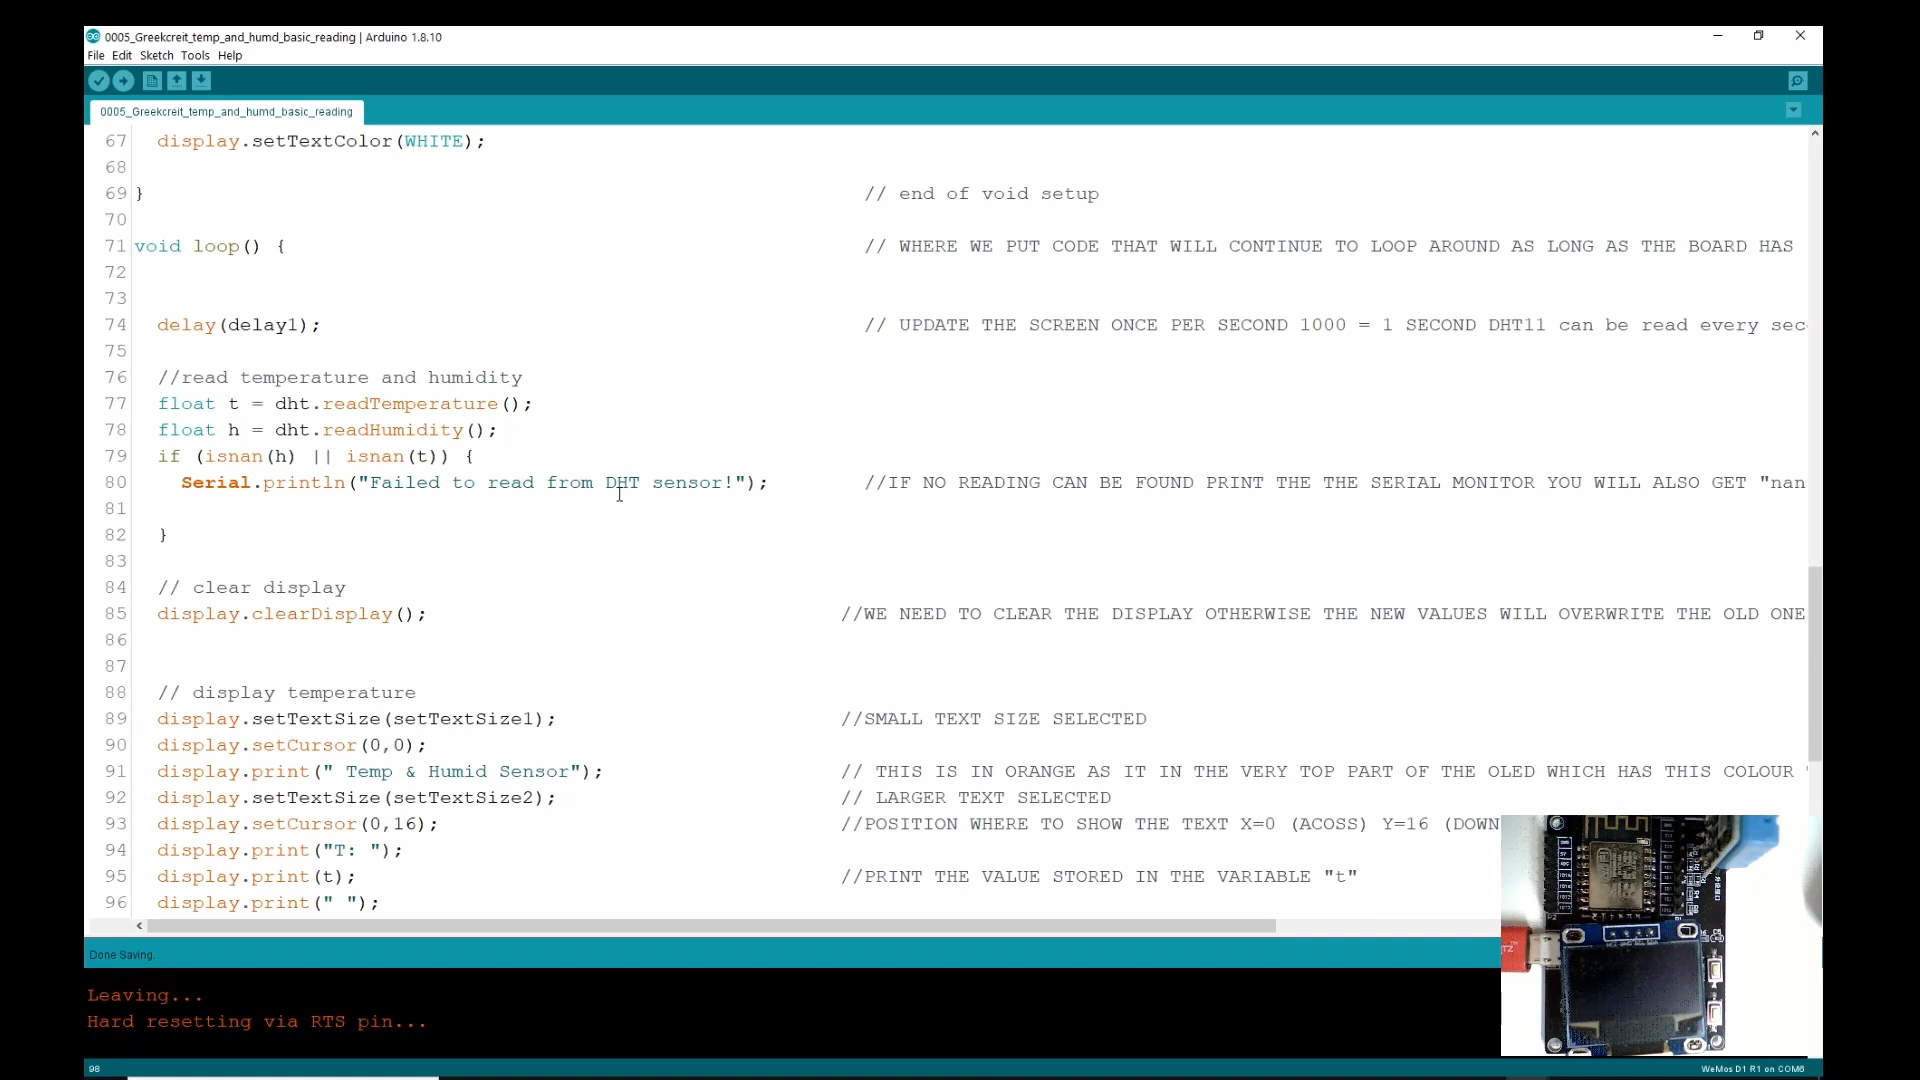 0005_Greekcreit_temp_and_humd_basic_reading | Arduino 1.8.10
File Edit Sketch Tools Help
0005_Greekcreit_temp_and_humd_basic_reading
67 display.setTextColor(WHITE);
68
69 } // end of void setup
70
71 void loop() { // WHERE WE PUT CODE THAT WILL CONTINUE TO LOOP AROUND AS LONG AS THE BOARD HAS
72
73
74 delay(delay1); // UPDATE THE SCREEN ONCE PER SECOND 1000 = 1 SECOND DHT11 can be read every sec
75
76 //read temperature and humidity
77 float t = dht.readTemperature();
78 float h = dht.readHumidity();
79 if (isnan(h) || isnan(t)) {
80 Serial.println("Failed to read from DHT sensor!"); //IF NO READING CAN BE FOUND PRINT THE THE SERIAL MONITOR YOU WILL ALSO GET "nan
81
82 }
83
84 // clear display
85 display.clearDisplay(); //WE NEED TO CLEAR THE DISPLAY OTHERWISE THE NEW VALUES WILL OVERWRITE THE OLD ONE
86
87
88 // display temperature
89 display.setTextSize(setTextSize1); //SMALL TEXT SIZE SELECTED
90 display.setCursor(0,0);
91 display.print(" Temp & Humid Sensor"); // THIS IS IN ORANGE AS IT IN THE VERY TOP PART OF THE OLED WHICH HAS THIS COLOUR
92 display.setTextSize(setTextSize2); // LARGER TEXT SELECTED
93 display.setCursor(0,16); //POSITION WHERE TO SHOW THE TEXT X=0 (ACOSS) Y=16 (DOWN
94 display.print("T: ");
95 display.print(t); //PRINT THE VALUE STORED IN THE VARIABLE "t"
96 display.print(" ");
Done Saving.
Leaving...
Hard resetting via RTS pin...
98
WeMos D1 R1 on COM6